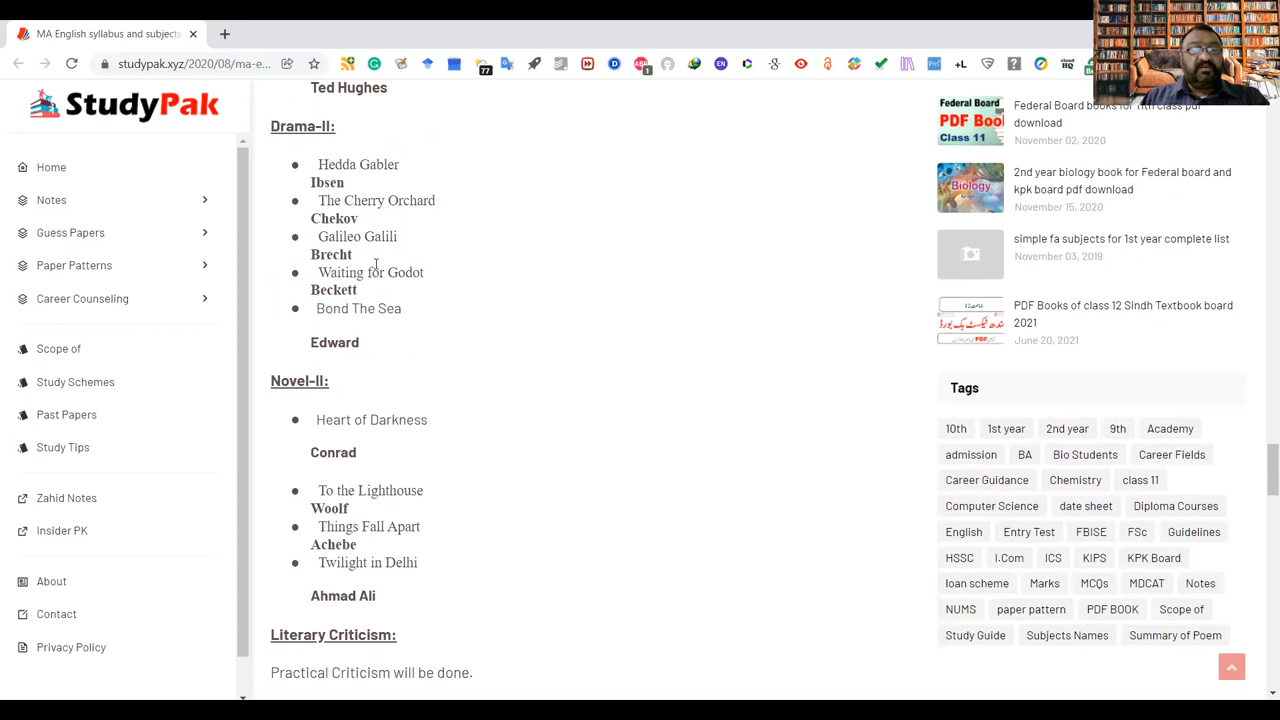 MA English syllabus and subjects
studypak.xyz/2020/08/ma-e...
StudyPak
Home
Notes
Guess Papers
Paper Patterns
Career Counseling
Scope of
Study Schemes
Past Papers
Study Tips
Zahid Notes
Insider PK
About
Contact
Privacy Policy
Ted Hughes
Drama-II:
Hedda Gabler
Ibsen
The Cherry Orchard
Chekov
Galileo Galili
Brecht
Waiting for Godot
Beckett
Bond The Sea
Edward
Novel-II:
Heart of Darkness
Conrad
To the Lighthouse
Woolf
Things Fall Apart
Achebe
Twilight in Delhi
Ahmad Ali
Literary Criticism:
Practical Criticism will be done.
Federal Board
PDF Boo
Class 11
Federal Board books for 11th class pdf
download
November 02, 2020
Biology
2nd year biology book for Federal board and
kpk board pdf download
November 15, 2020
simple fa subjects for 1st year complete list
November 03, 2019
PDF Books of class 12 Sindh Textbook board
2021
June 20, 2021
Tags
10th 1st year 2nd year 9th Academy
admission BA Bio Students Career Fields
Career Guidance Chemistry class 11
Computer Science date sheet Diploma Courses
English Entry Test FBISE FSc Guidelines
HSSC I.Com ICS KIPS KPK Board
loan scheme Marks MCQs MDCAT Notes
NUMS paper pattern PDF BOOK Scope of
Study Guide Subjects Names Summary of Poem